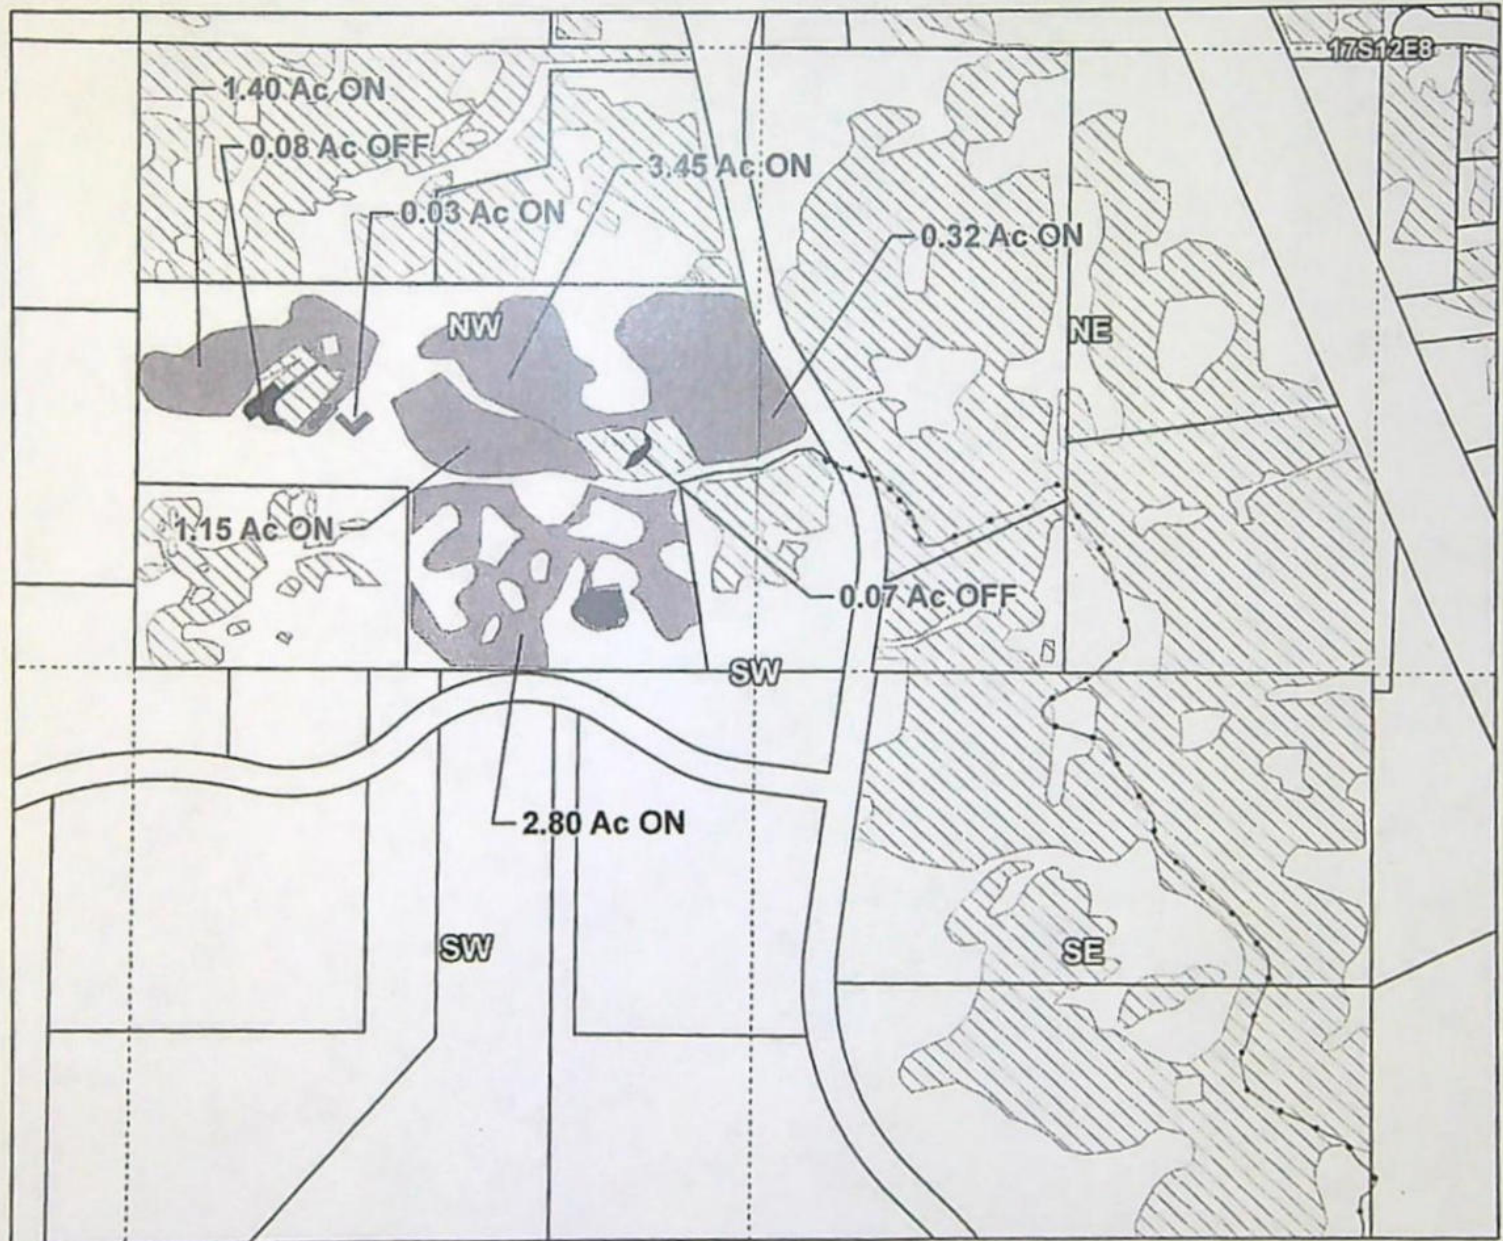 17S12E8
1.40 Ac ON
0.08 Ac OFF
3.45 Ac ON
0.03 Ac ON
0.32 Ac ON
NW
NE
1.15 Ac ON
0.07 Ac OFF
SW
2.80 Ac ON
SW
SE